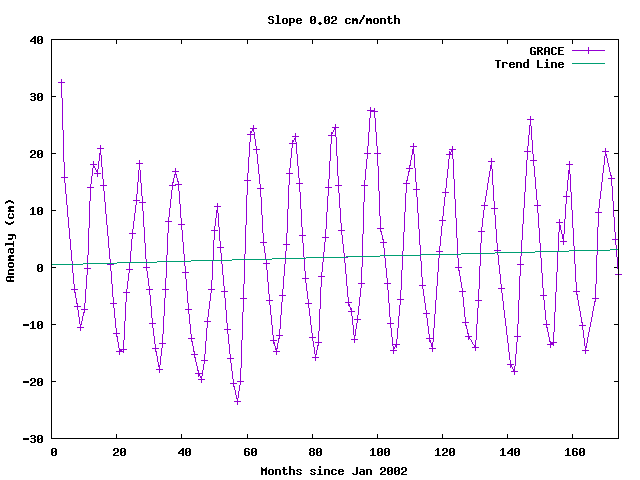 Slope 0.02 cm/month
40
30
20
10
0
-10
-20
-30
Anomaly (cm)
GRACE
Trend Line
0 20 40 60 80 100 120 140 160
Months since Jan 2002